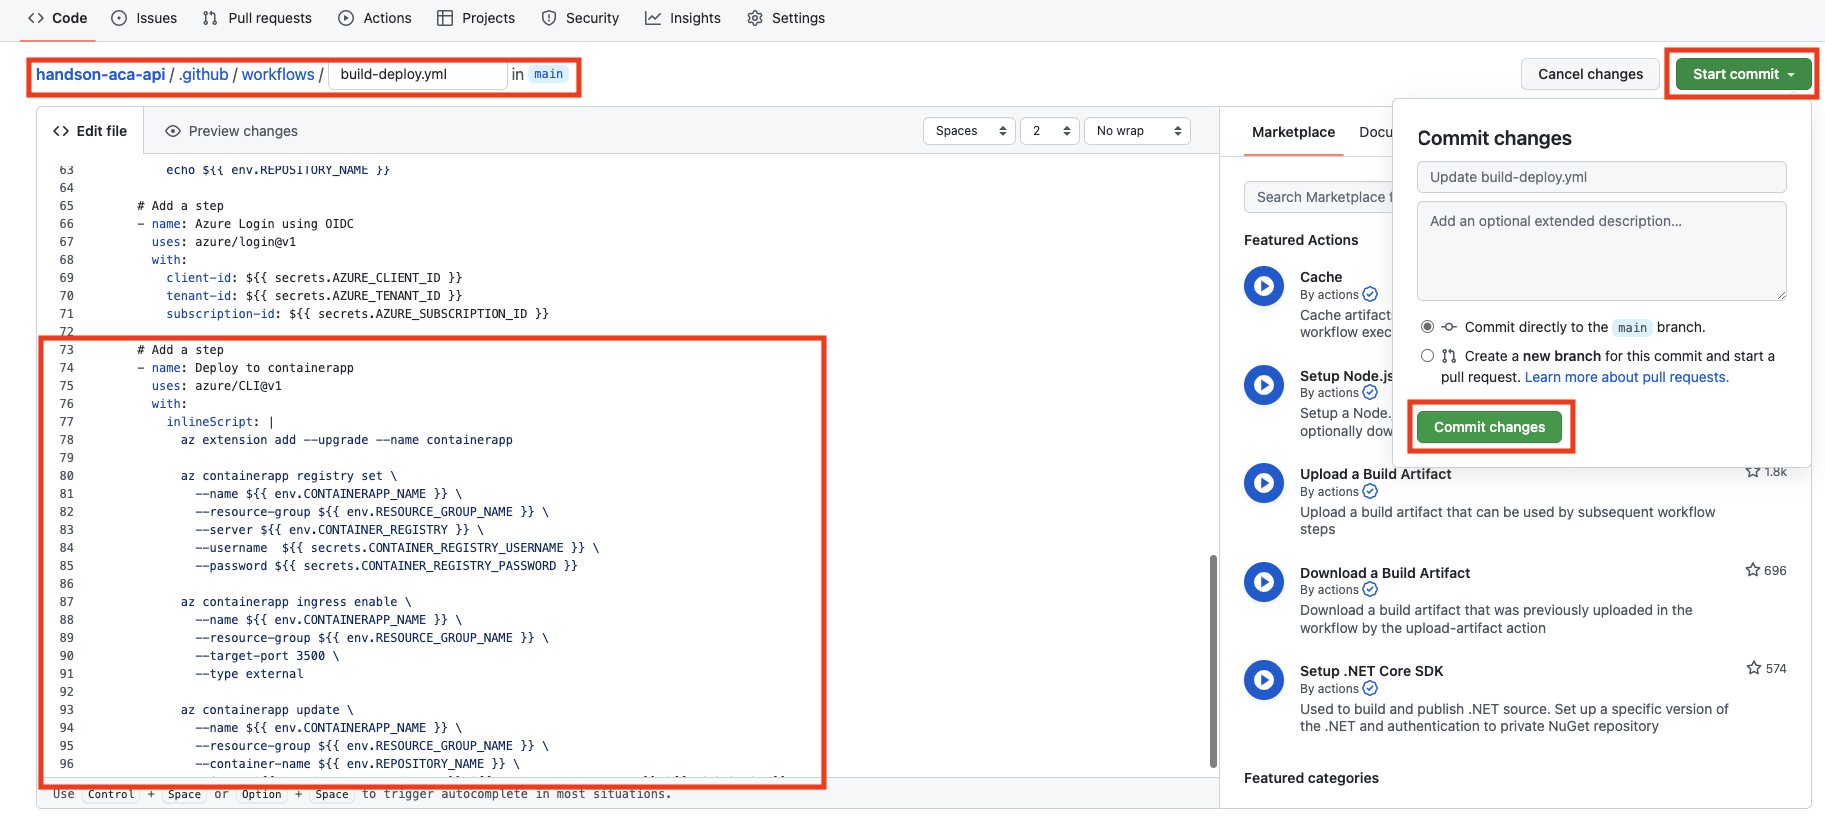 Code Issues Pull requests Actions Projects Security Insights Settings
handson-aca-api / .github / workflows / build-deploy.yml in main
Cancel changes Start commit
Edit file Preview changes
Spaces 2 No wrap
63 echo ${{ env.REPOSITORY_NAME }}
64
65 # Add a step
66 - name: Azure Login using OIDC
67 uses: azure/login@v1
68 with:
69 client-id: ${{ secrets.AZURE_CLIENT_ID }}
70 tenant-id: ${{ secrets.AZURE_TENANT_ID }}
71 subscription-id: ${{ secrets.AZURE_SUBSCRIPTION_ID }}
72
73 # Add a step
74 - name: Deploy to containerapp
75 uses: azure/CLI@v1
76 with:
77 inlineScript: |
78 az extension add --upgrade --name containerapp
79
80 az containerapp registry set \
81 --name ${{ env.CONTAINERAPP_NAME }} \
82 --resource-group ${{ env.RESOURCE_GROUP_NAME }} \
83 --server ${{ env.CONTAINER_REGISTRY }} \
84 --username  ${{ secrets.CONTAINER_REGISTRY_USERNAME }} \
85 --password ${{ secrets.CONTAINER_REGISTRY_PASSWORD }}
86
87 az containerapp ingress enable \
88 --name ${{ env.CONTAINERAPP_NAME }} \
89 --resource-group ${{ env.RESOURCE_GROUP_NAME }} \
90 --target-port 3500 \
91 --type external
92
93 az containerapp update \
94 --name ${{ env.CONTAINERAPP_NAME }} \
95 --resource-group ${{ env.RESOURCE_GROUP_NAME }} \
96 --container-name ${{ env.REPOSITORY_NAME }} \
Use Control + Space or Option + Space to trigger autocomplete in most situations.
Marketplace Docu
Search Marketplace f
Featured Actions
Cache
By actions
Cache artifact
workflow exec
Setup Node.js
By actions
Setup a Node.
optionally dow
Upload a Build Artifact 1.8k
By actions
Upload a build artifact that can be used by subsequent workflow
steps
Download a Build Artifact 696
By actions
Download a build artifact that was previously uploaded in the
workflow by the upload-artifact action
Setup .NET Core SDK 574
By actions
Used to build and publish .NET source. Set up a specific version of
the .NET and authentication to private NuGet repository
Featured categories
Commit changes
Update build-deploy.yml
Add an optional extended description...
Commit directly to the main branch.
Create a new branch for this commit and start a
pull request. Learn more about pull requests.
Commit changes